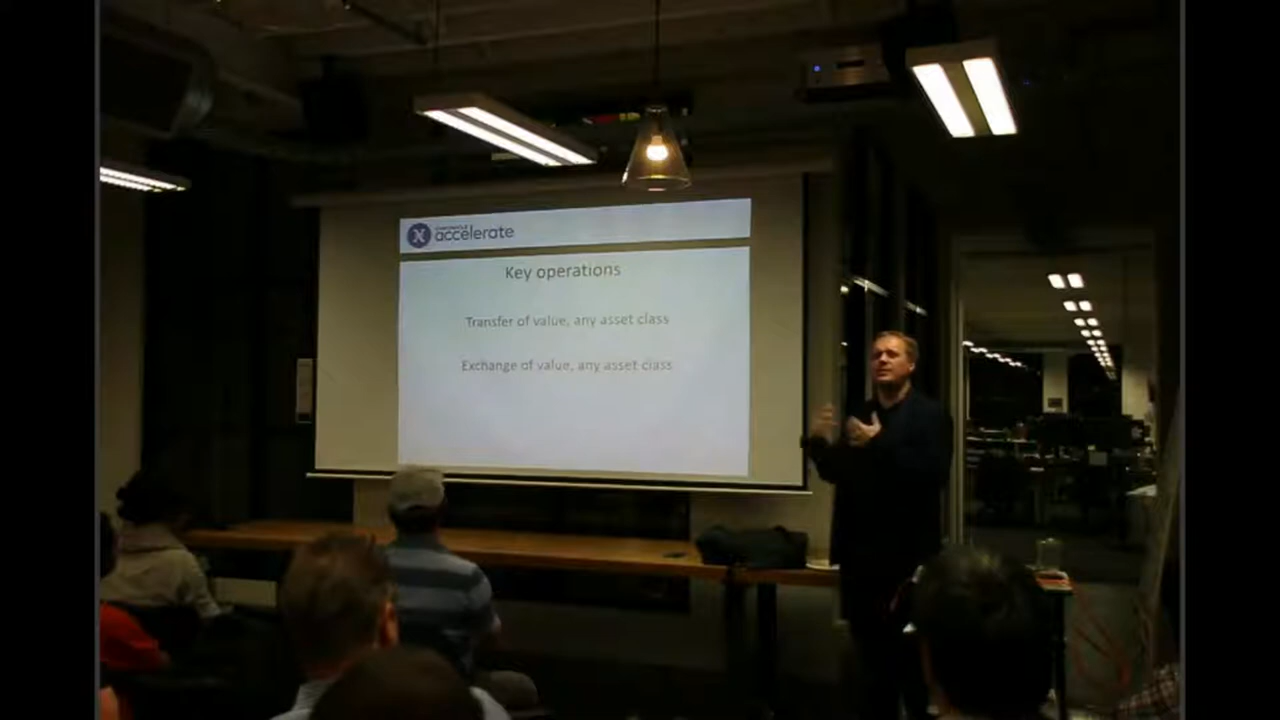 accelerate
Key operations
Transfer of value, any asset class
Exchange of value, any asset class